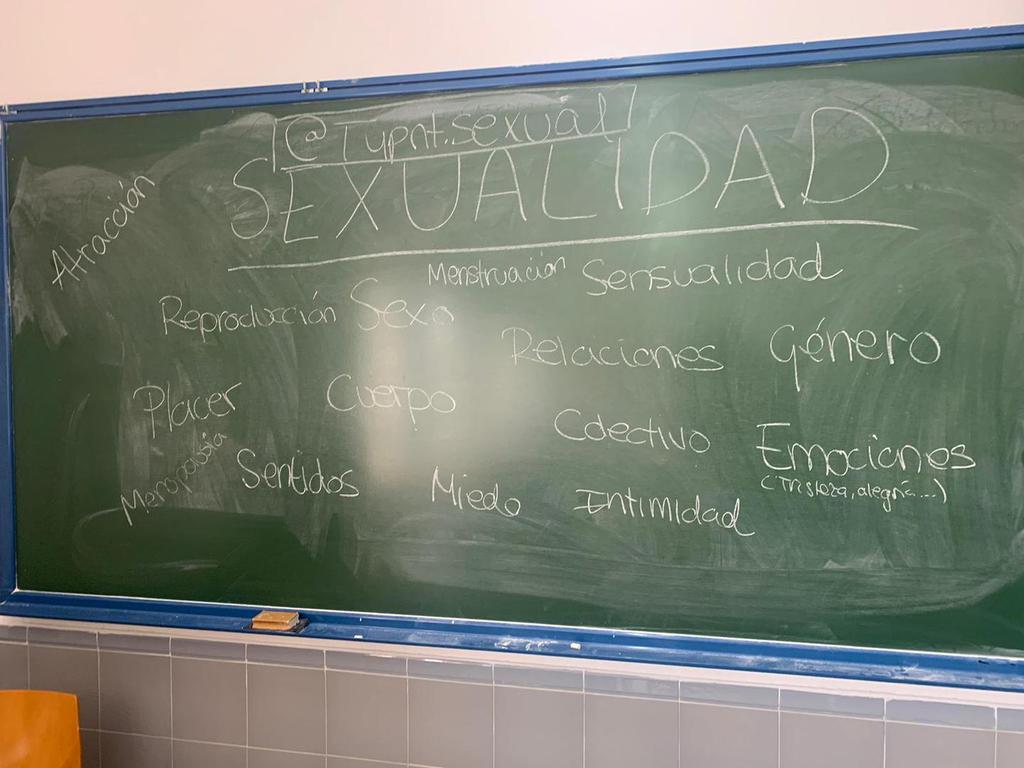 @Tupnt.sexual
SEXUALIDAD
Atracción
Menstruación Sensualidad
Reproducción Sexo
Relaciones Género
Placer Cuerpo
Colectivo Emociones
(Tristeza, alegría...)
Menopausia Sentidos Miedo Intimidad